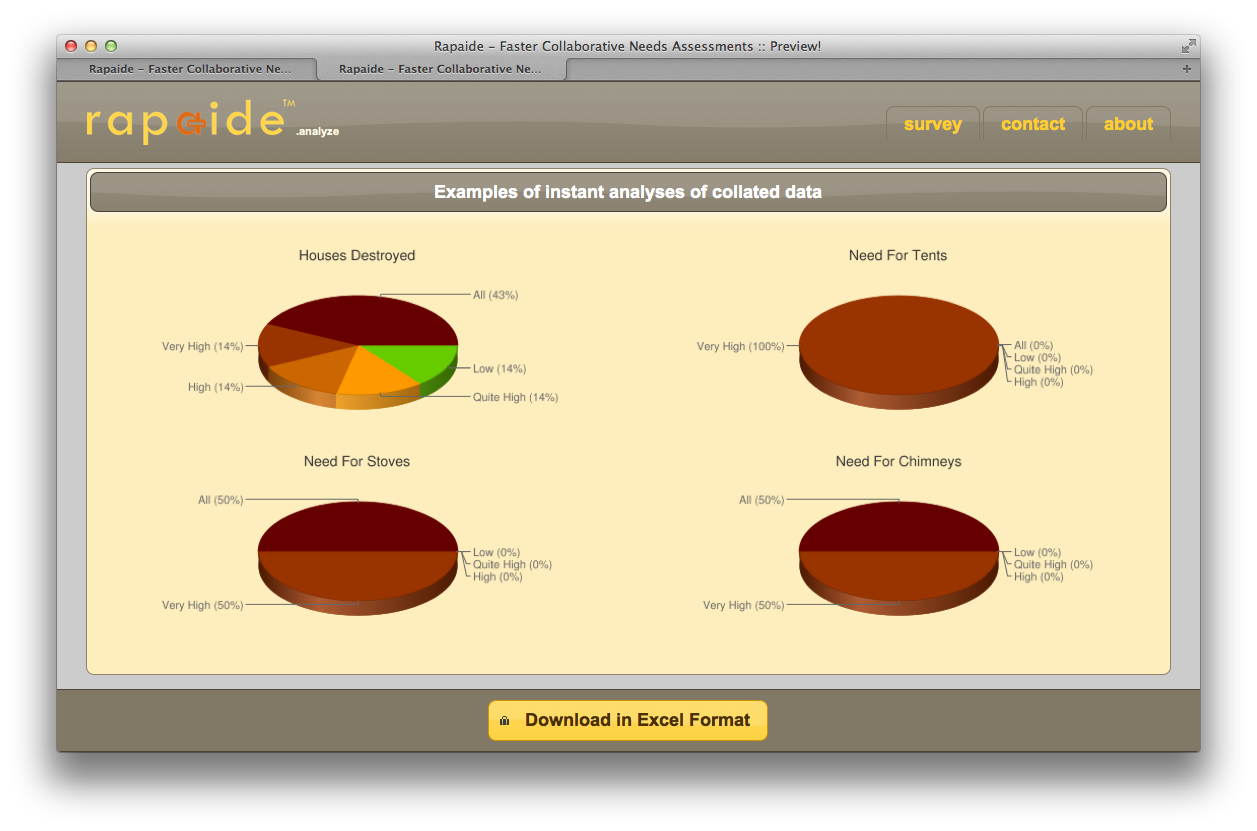 Rapaide – Faster Collaborative Needs Assessments :: Preview!
Rapaide – Faster Collaborative Ne...
Rapaide – Faster Collaborative Ne...
rapaide™ .analyze
survey
contact
about
Examples of instant analyses of collated data
Houses Destroyed
All (43%)
Very High (14%)
High (14%)
Low (14%)
Quite High (14%)
Need For Tents
Very High (100%)
All (0%)
Low (0%)
Quite High (0%)
High (0%)
Need For Stoves
All (50%)
Low (0%)
Quite High (0%)
High (0%)
Very High (50%)
Need For Chimneys
All (50%)
Low (0%)
Quite High (0%)
High (0%)
Very High (50%)
Download in Excel Format